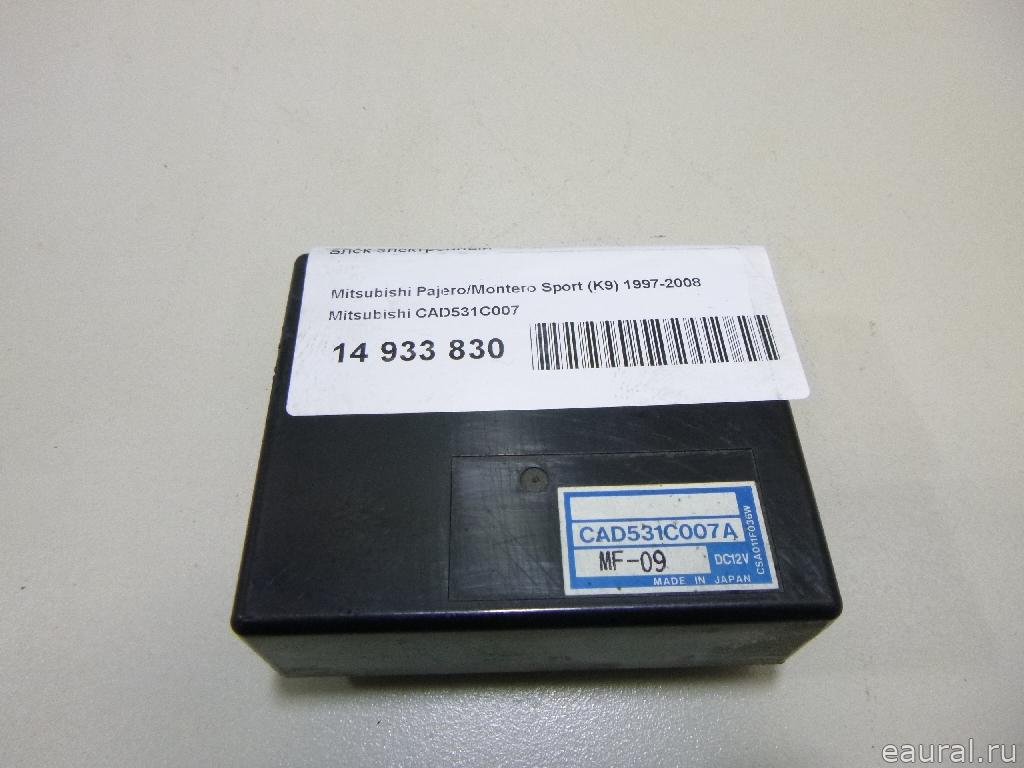 Mitsubishi Pajero/Montero Sport (K9) 1997-2008
Mitsubishi CAD531C007
14 933 830
CAD531C007A
MF-09
DC12V
MADE IN JAPAN
CSA011F036W
eaural.ru